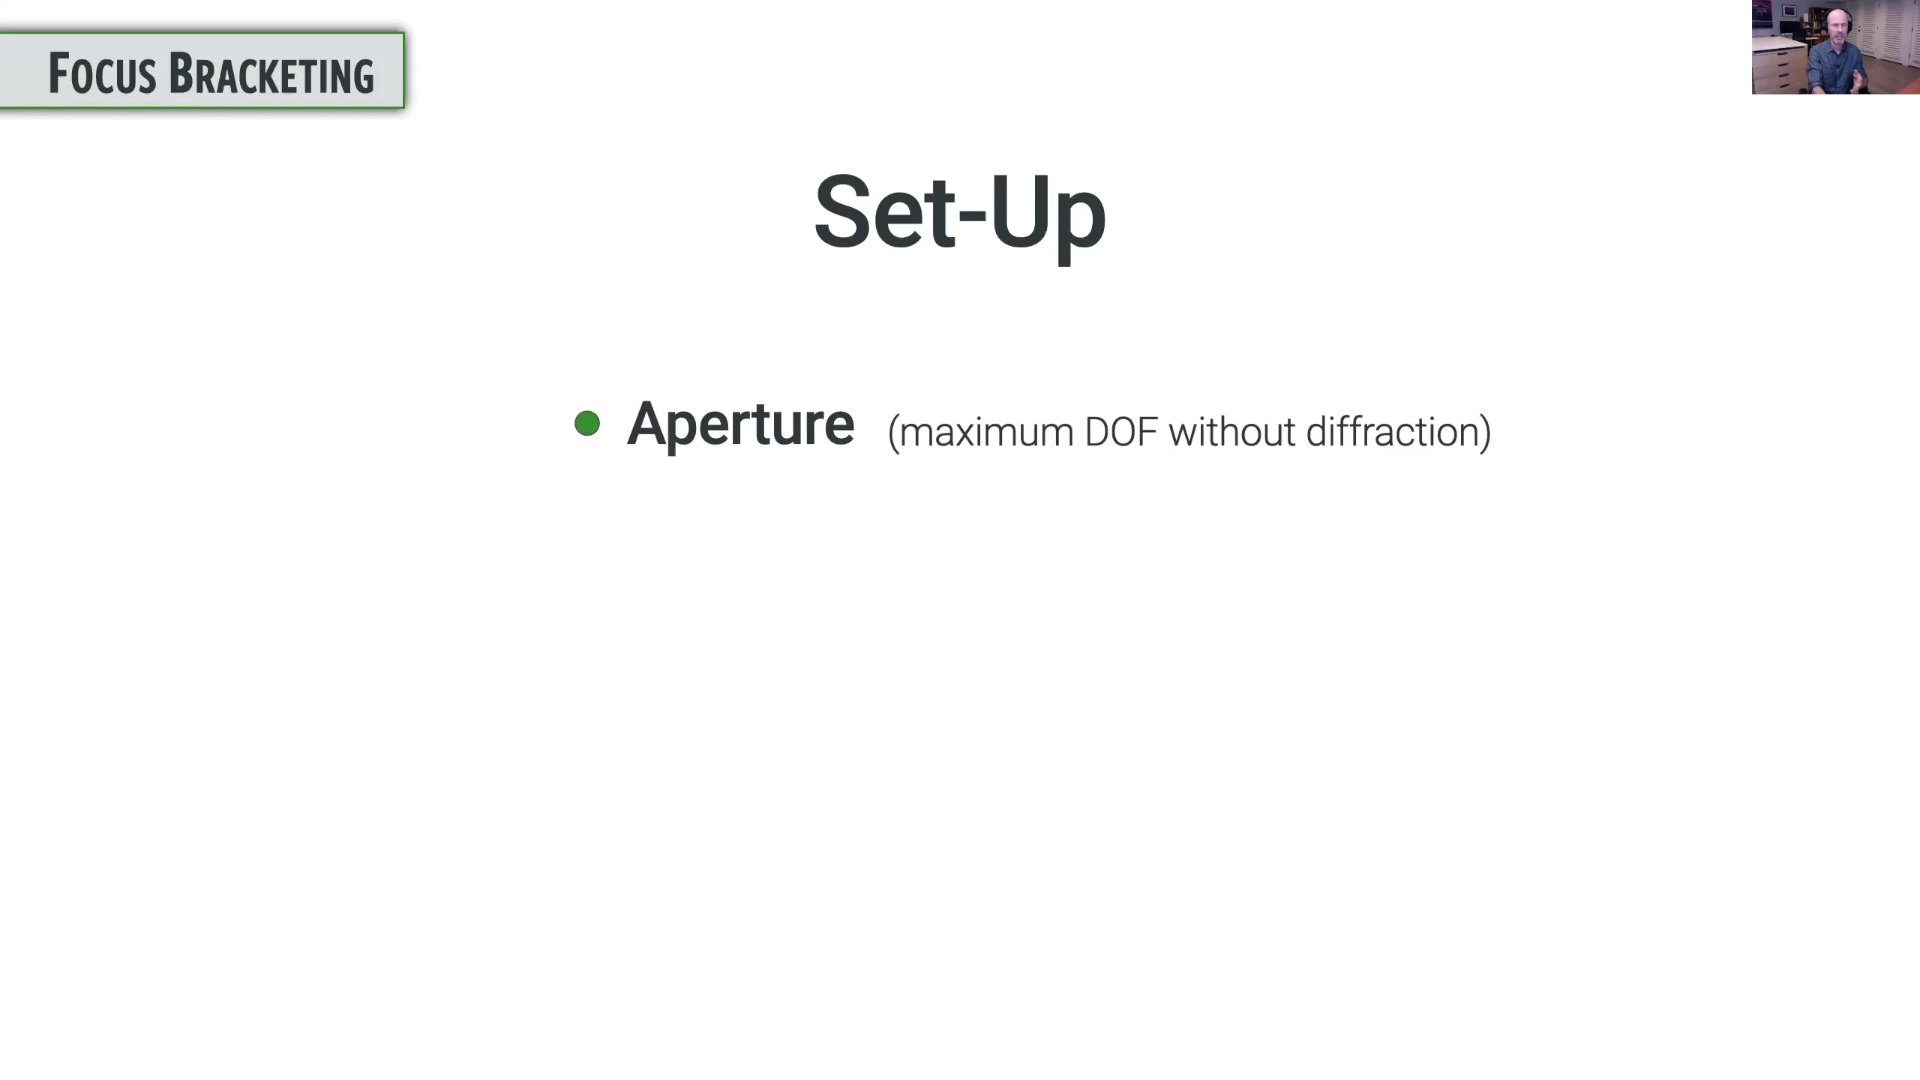 FOCUS BRACKETING
Set-Up
Aperture (maximum DOF without diffraction)